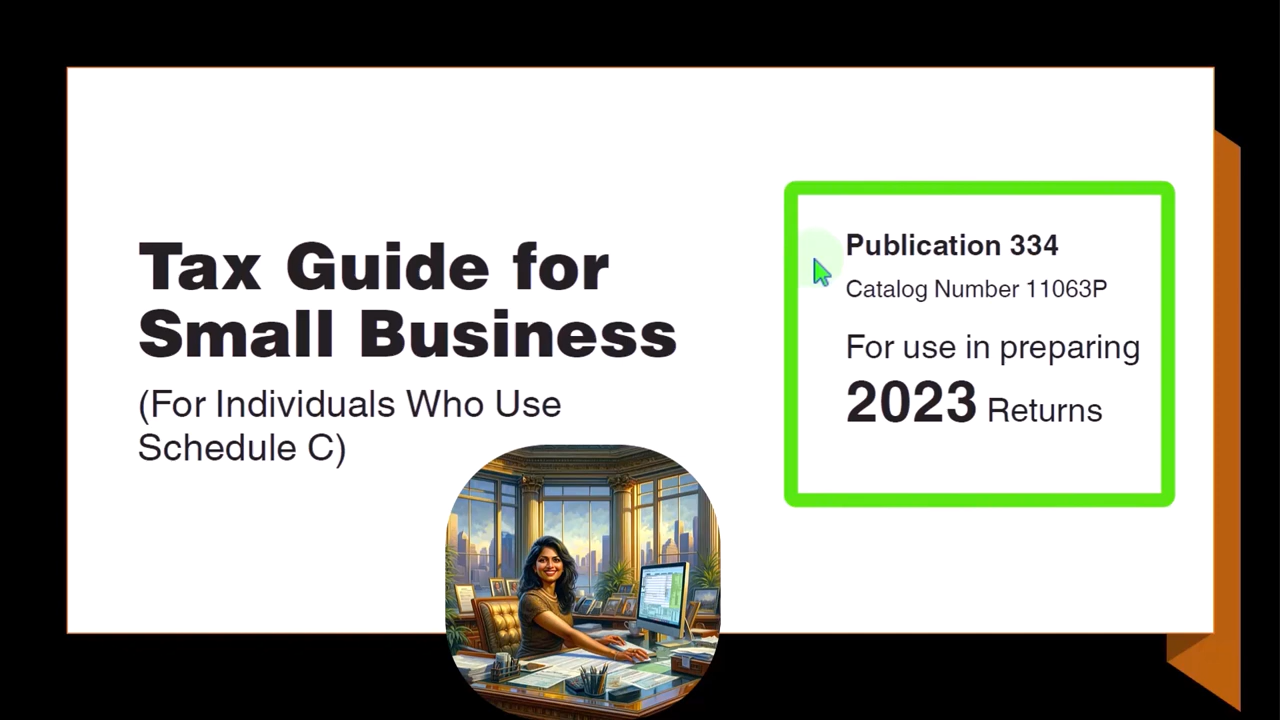 Tax Guide for
Small Business
(For Individuals Who Use
Schedule C)
Publication 334
Catalog Number 11063P
For use in preparing
2023 Returns